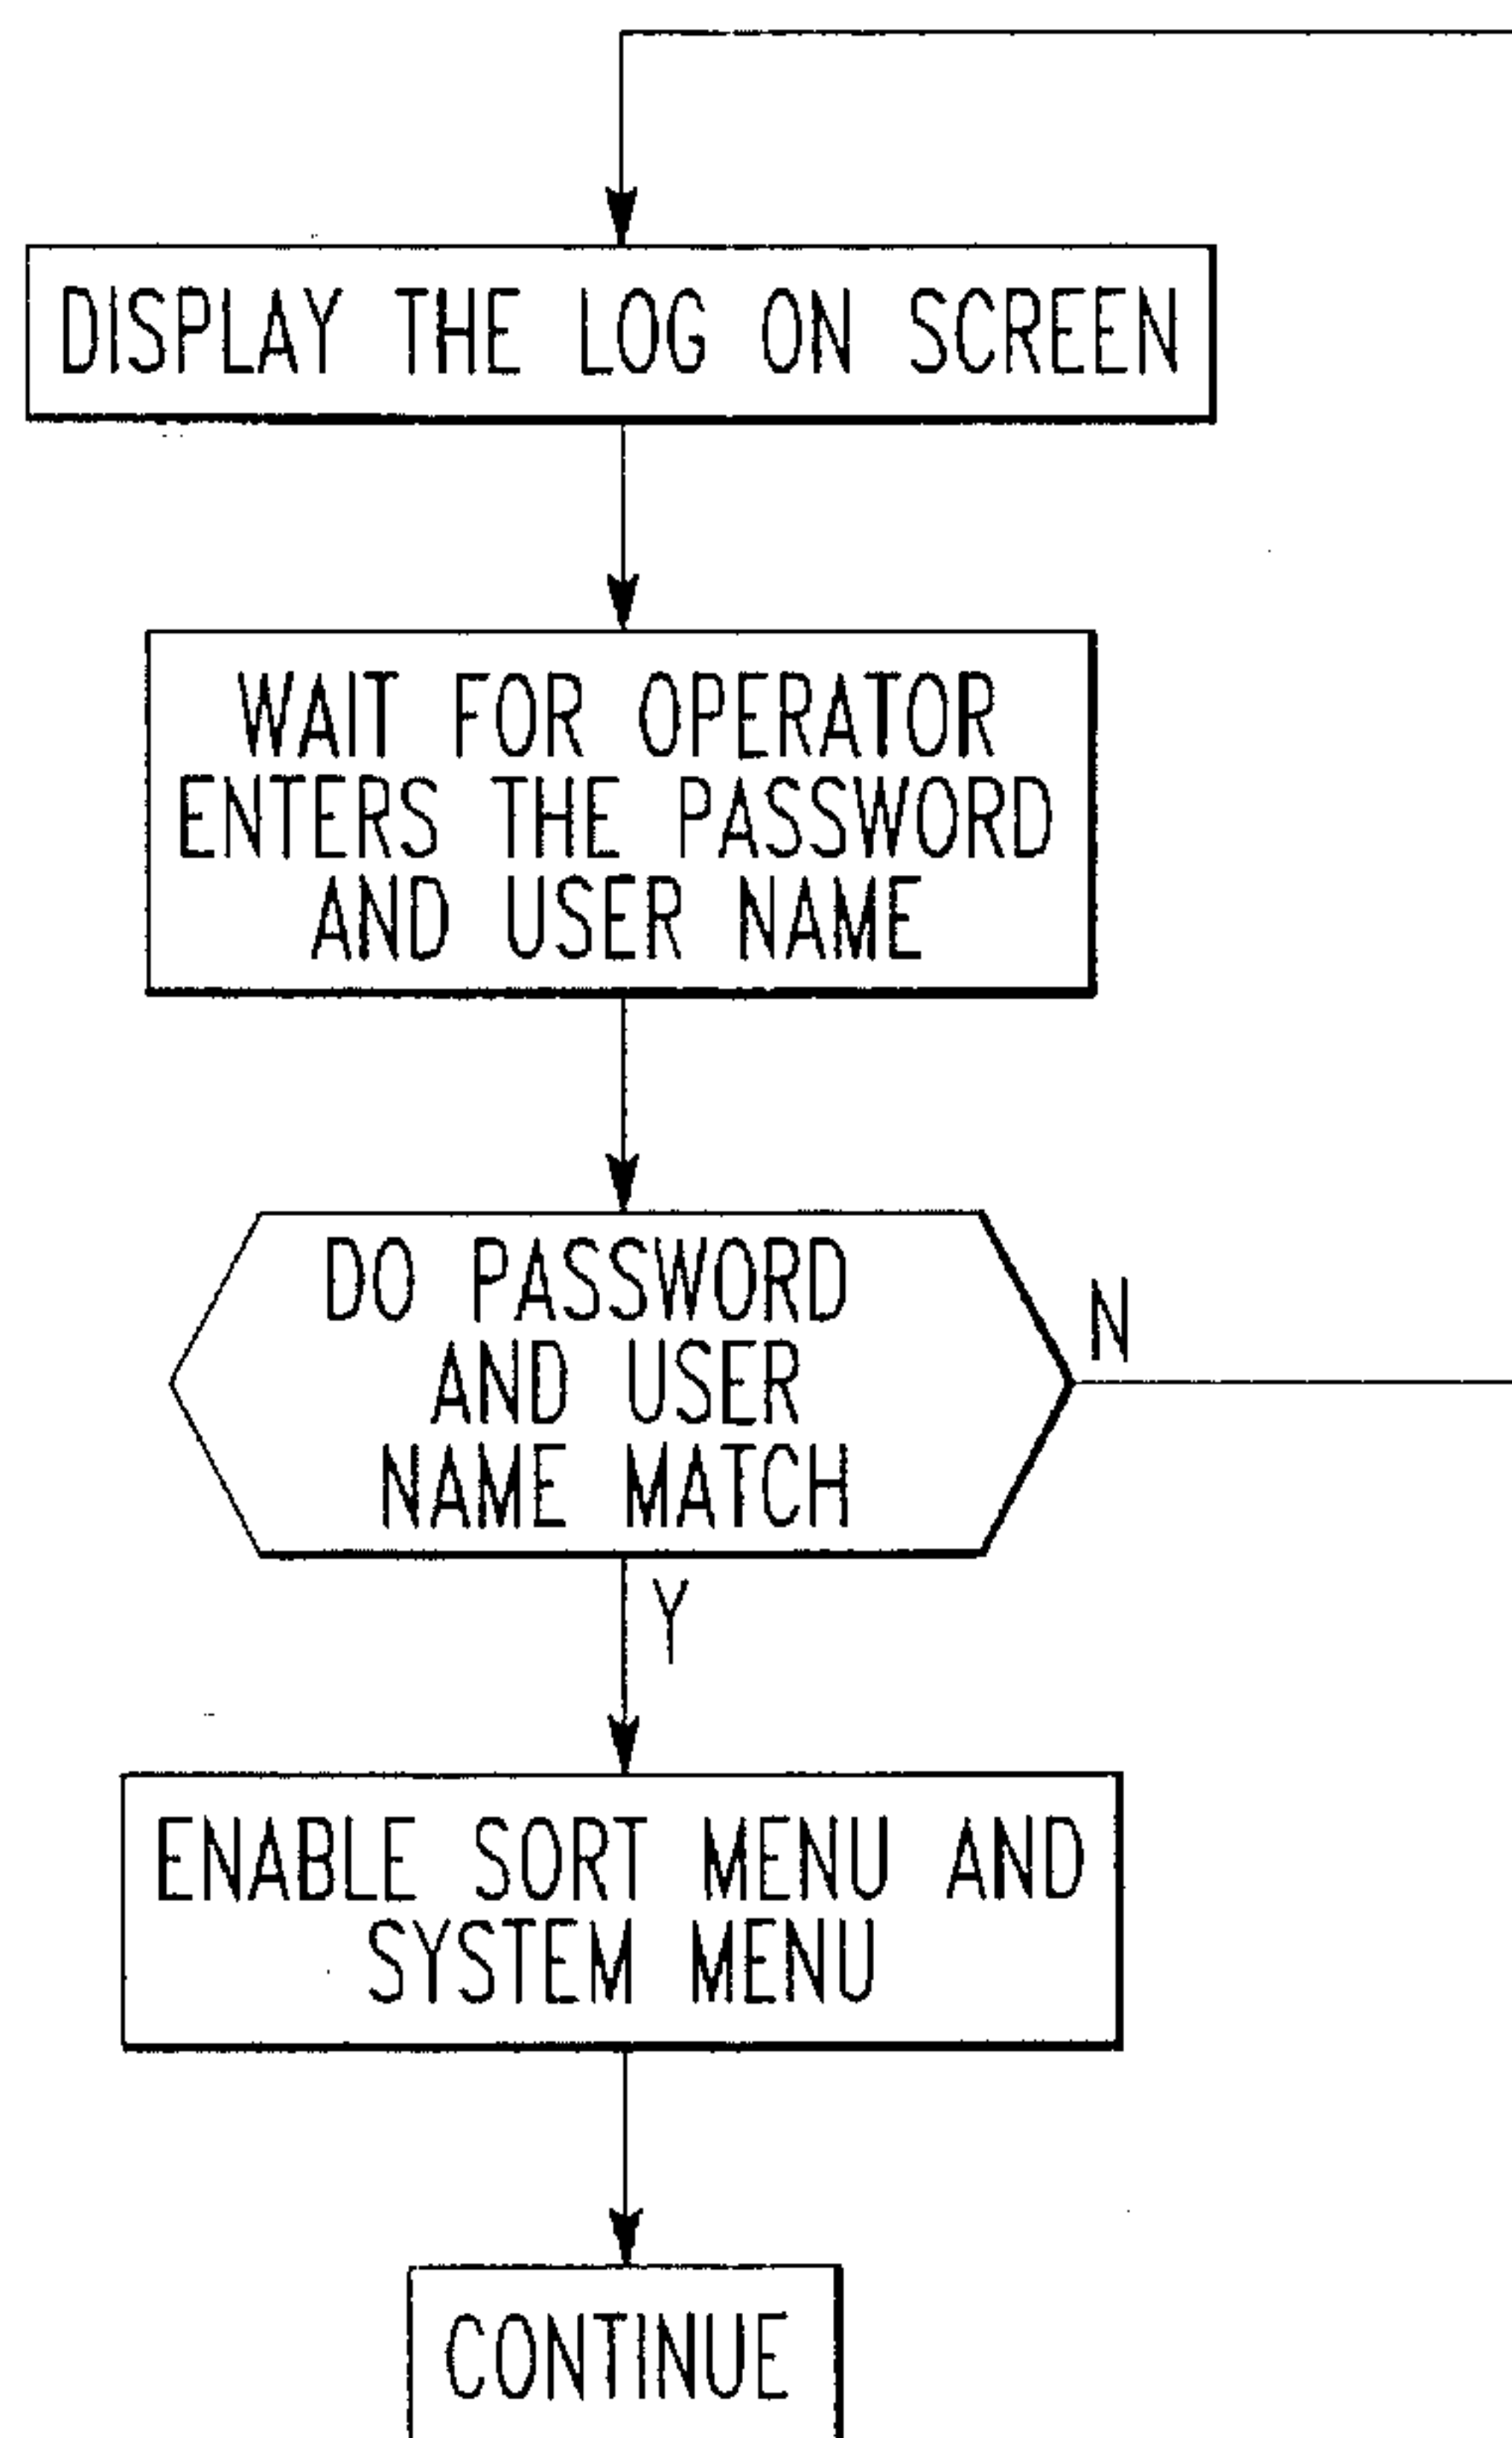 DISPLAY THE LOG ON SCREEN
WAIT FOR OPERATOR
ENTERS THE PASSWORD
AND USER NAME
DO PASSWORD
AND USER
NAME MATCH
N
Y
ENABLE SORT MENU AND
SYSTEM MENU
CONTINUE